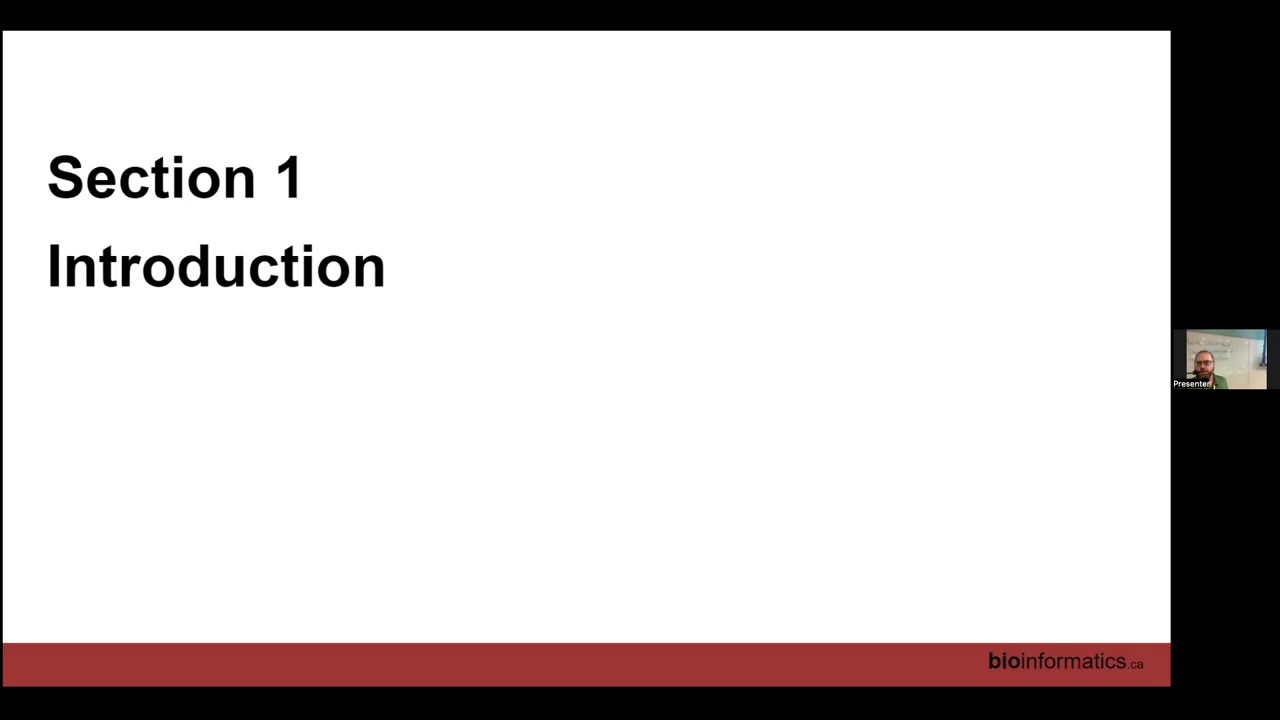 Section 1
Introduction
Presenter
bioinformatics.ca